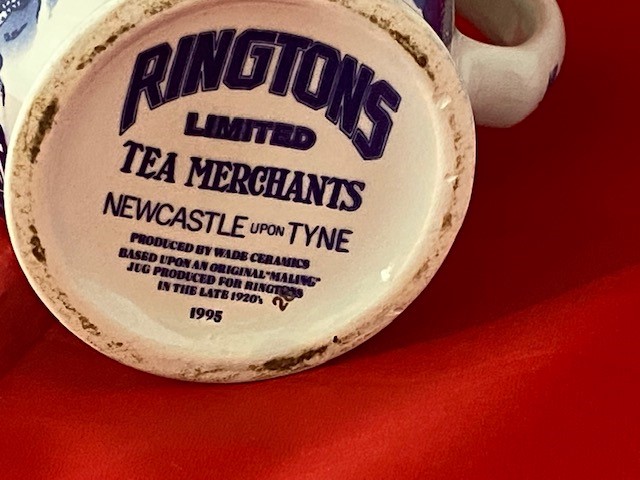 RINGTONS
LIMITED
TEA MERCHANTS
NEWCASTLE UPON TYNE
PRODUCED BY WADE CERAMICS
BASED UPON AN ORIGINAL "MALING"
JUG PRODUCED FOR RINGTONS
IN THE LATE 1920's
1995